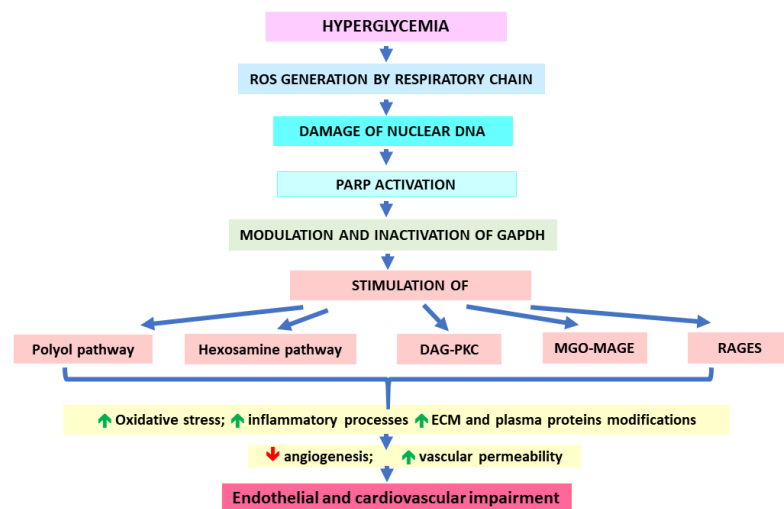 HYPERGLYCEMIA
ROS GENERATION BY RESPIRATORY CHAIN
DAMAGE OF NUCLEAR DNA
PARP ACTIVATION
MODULATION AND INACTIVATION OF GAPDH
STIMULATION OF
Polyol pathway
Hexosamine pathway
DAG-PKC
MGO-MAGE
RAGES
Oxidative stress; inflammatory processes ECM and plasma proteins modifications
angiogenesis; vascular permeability
Endothelial and cardiovascular impairment